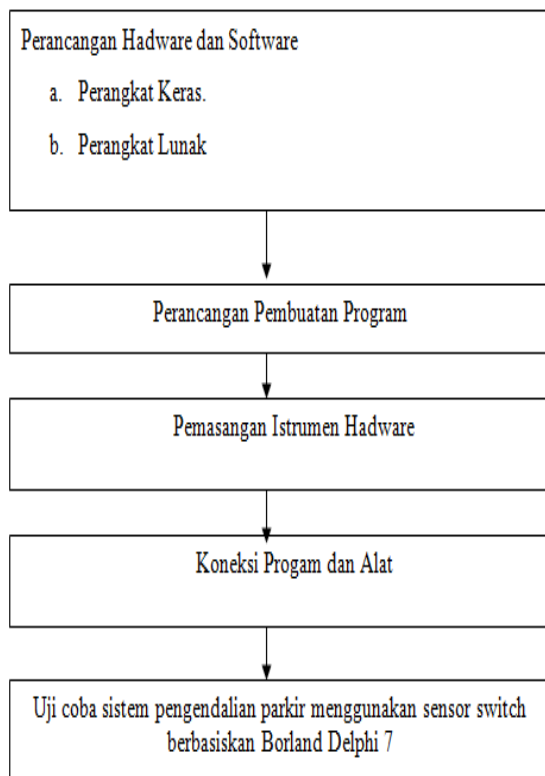 Perancangan Hadware dan Software
a. Perangkat Keras.
b. Perangkat Lunak
Perancangan Pembuatan Program
Pemasangan Istrumen Hadware
Koneksi Progam dan Alat
Uji coba sistem pengendalian parkir menggunakan sensor switch
berbasiskan Borland Delphi 7